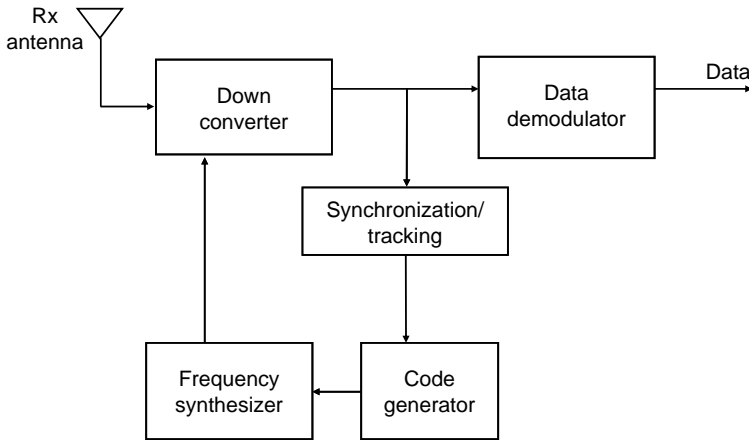 Rx
antenna
Down
converter
Data
demodulator
Data
Synchronization/
tracking
Frequency
synthesizer
Code
generator